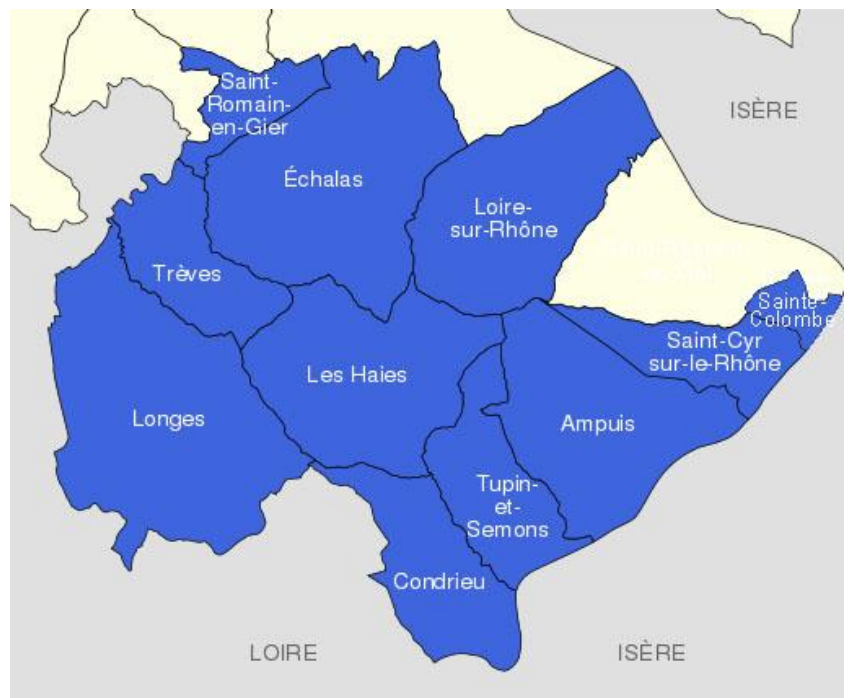 Saint-
Romain-
en-Gier
ISÈRE
Échalas
Loire-
sur-Rhône
Trèves
Sainte-
Colombe
Saint-Cyr
sur-le-Rhône
Les Haies
Longes
Ampuis
Tupin-
et-
Semons
Condrieu
LOIRE
ISÈRE